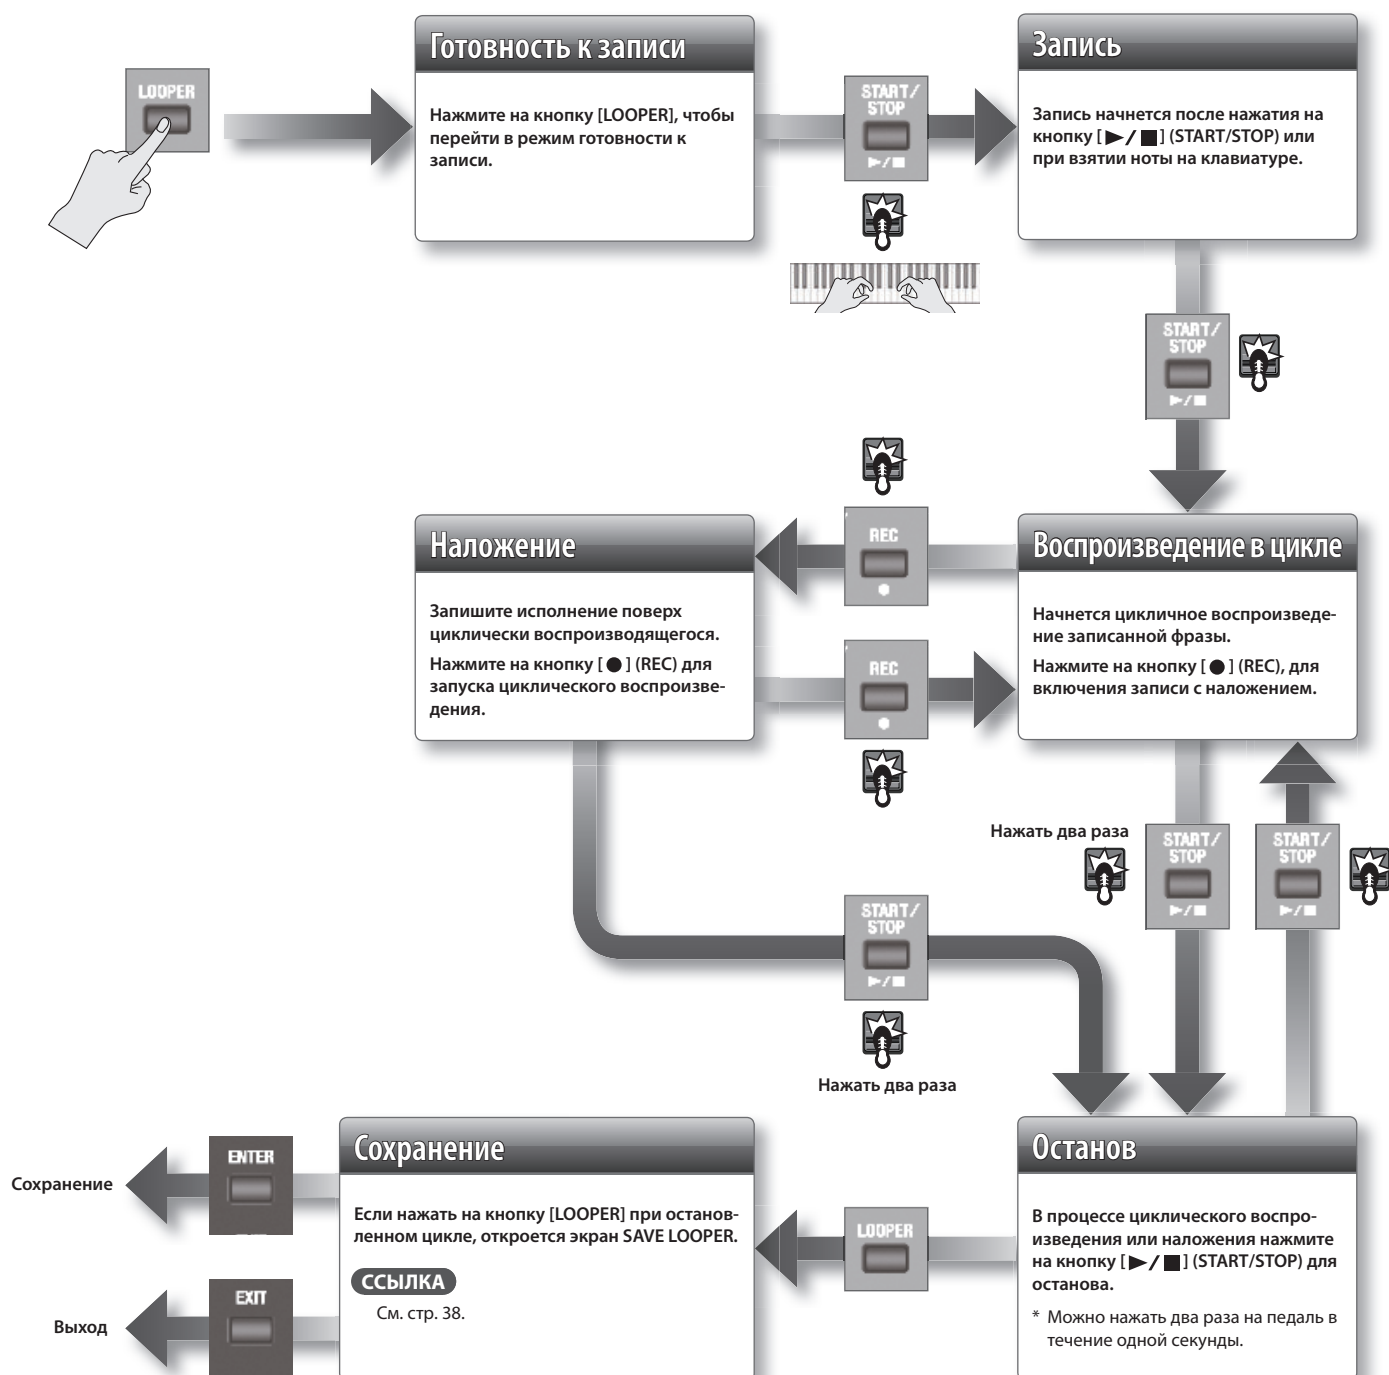 LOOPER
Готовность к записи
Нажмите на кнопку [LOOPER], чтобы
перейти в режим готовности к
записи.
START/
STOP
►/■
Запись
Запись начнется после нажатия на
кнопку [►/■] (START/STOP) или
при взятии ноты на клавиатуре.
START/
STOP
►/■
Наложение
Запишите исполнение поверх
циклически воспроизводящегося.
Нажмите на кнопку [●] (REC) для
запуска циклического воспроизве-
дения.
REC
●
REC
●
Воспроизведение в цикле
Начнется цикличное воспроизведе-
ние записанной фразы.
Нажмите на кнопку [●] (REC), для
включения записи с наложением.
Нажать два раза
START/
STOP
►/■
START/
STOP
►/■
START/
STOP
►/■
Нажать два раза
Сохранение
ENTER
Выход
EXIT
Сохранение
Если нажать на кнопку [LOOPER] при останов-
ленном цикле, откроется экран SAVE LOOPER.
ССЫЛКА
См. стр. 38.
LOOPER
Останов
В процессе циклического воспро-
изведения или наложения нажмите
на кнопку [►/■] (START/STOP) для
останова.
* Можно нажать два раза на педаль в
течение одной секунды.